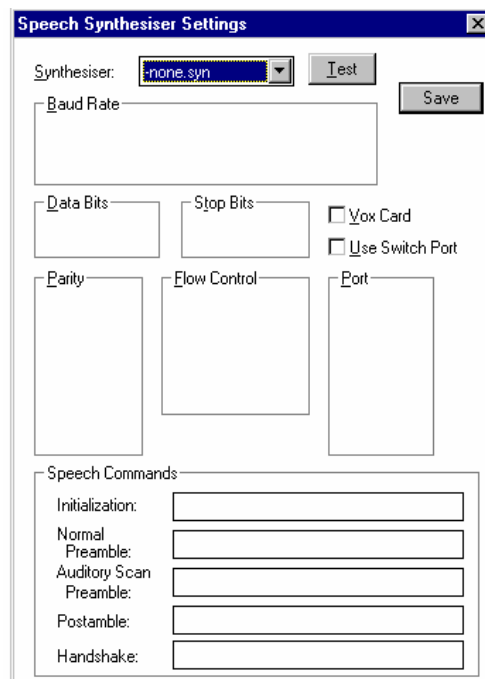 Speech Synthesiser Settings
Synthesiser: -none.syn Test
Save
Baud Rate
Data Bits Stop Bits
Vox Card
Use Switch Port
Parity Flow Control Port
Speech Commands
Initialization:
Normal
Preamble:
Auditory Scan
Preamble:
Postamble:
Handshake: